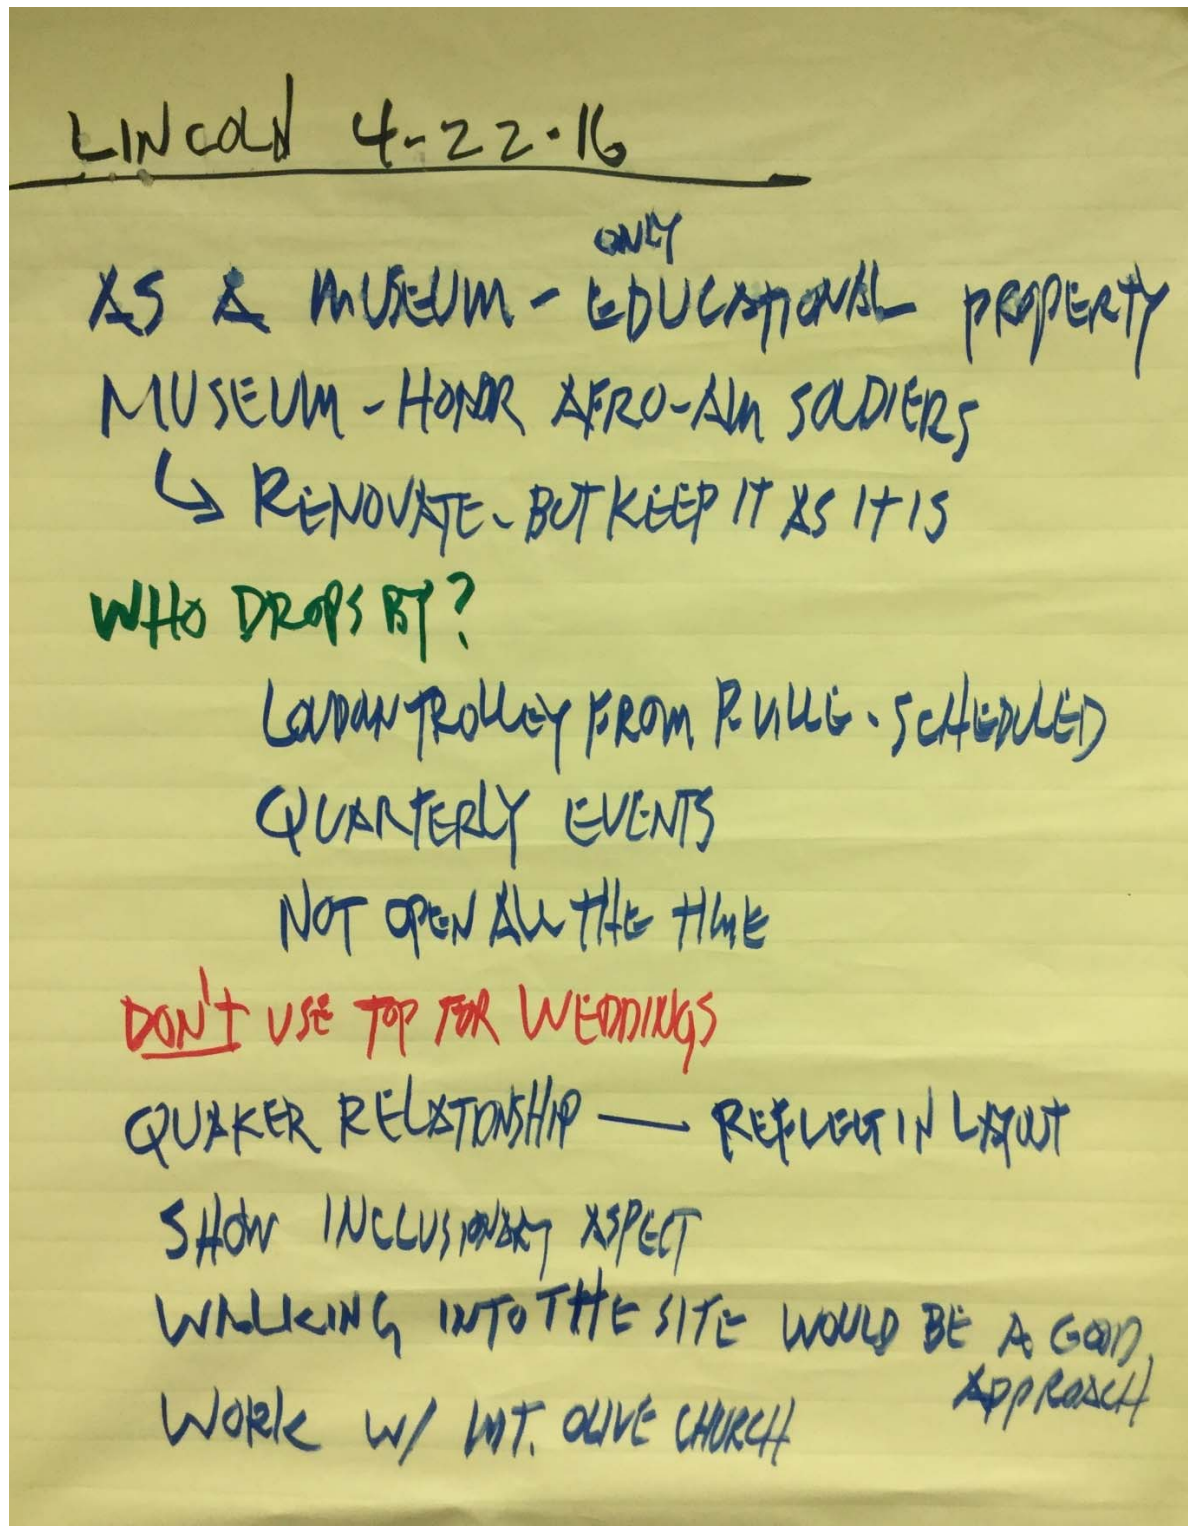 LINCOLN 4-22-16
ONLY
AS A MUSEUM - EDUCATIONAL PROPERTY
MUSEUM - HONOR AFRO-AM SOLDIERS
↳ RENOVATE - BUT KEEP IT AS IT IS
WHO DROPS BY?
LOUDON TROLLEY FROM P.VILLE - SCHEDULED
QUARTERLY EVENTS
NOT OPEN ALL THE TIME
DON'T USE TOP FOR WEDDINGS
QUAKER RELATIONSHIP — REFLECT IN LAYOUT
SHOW INCLUSIONARY ASPECT
WALKING INTO THE SITE WOULD BE A GOOD
APPROACH
WORK W/ MT. OLIVE CHURCH